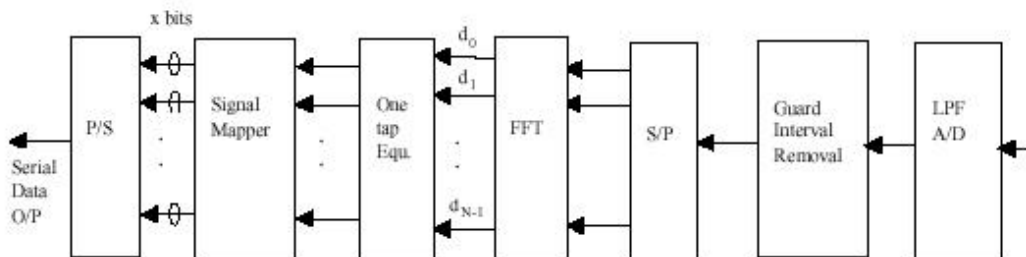 x bits
P/S
Serial
Data
O/P
Signal
Mapper
One
tap
Equ.
d0
d1
dN-1
FFT
S/P
Guard
Interval
Removal
LPF
A/D